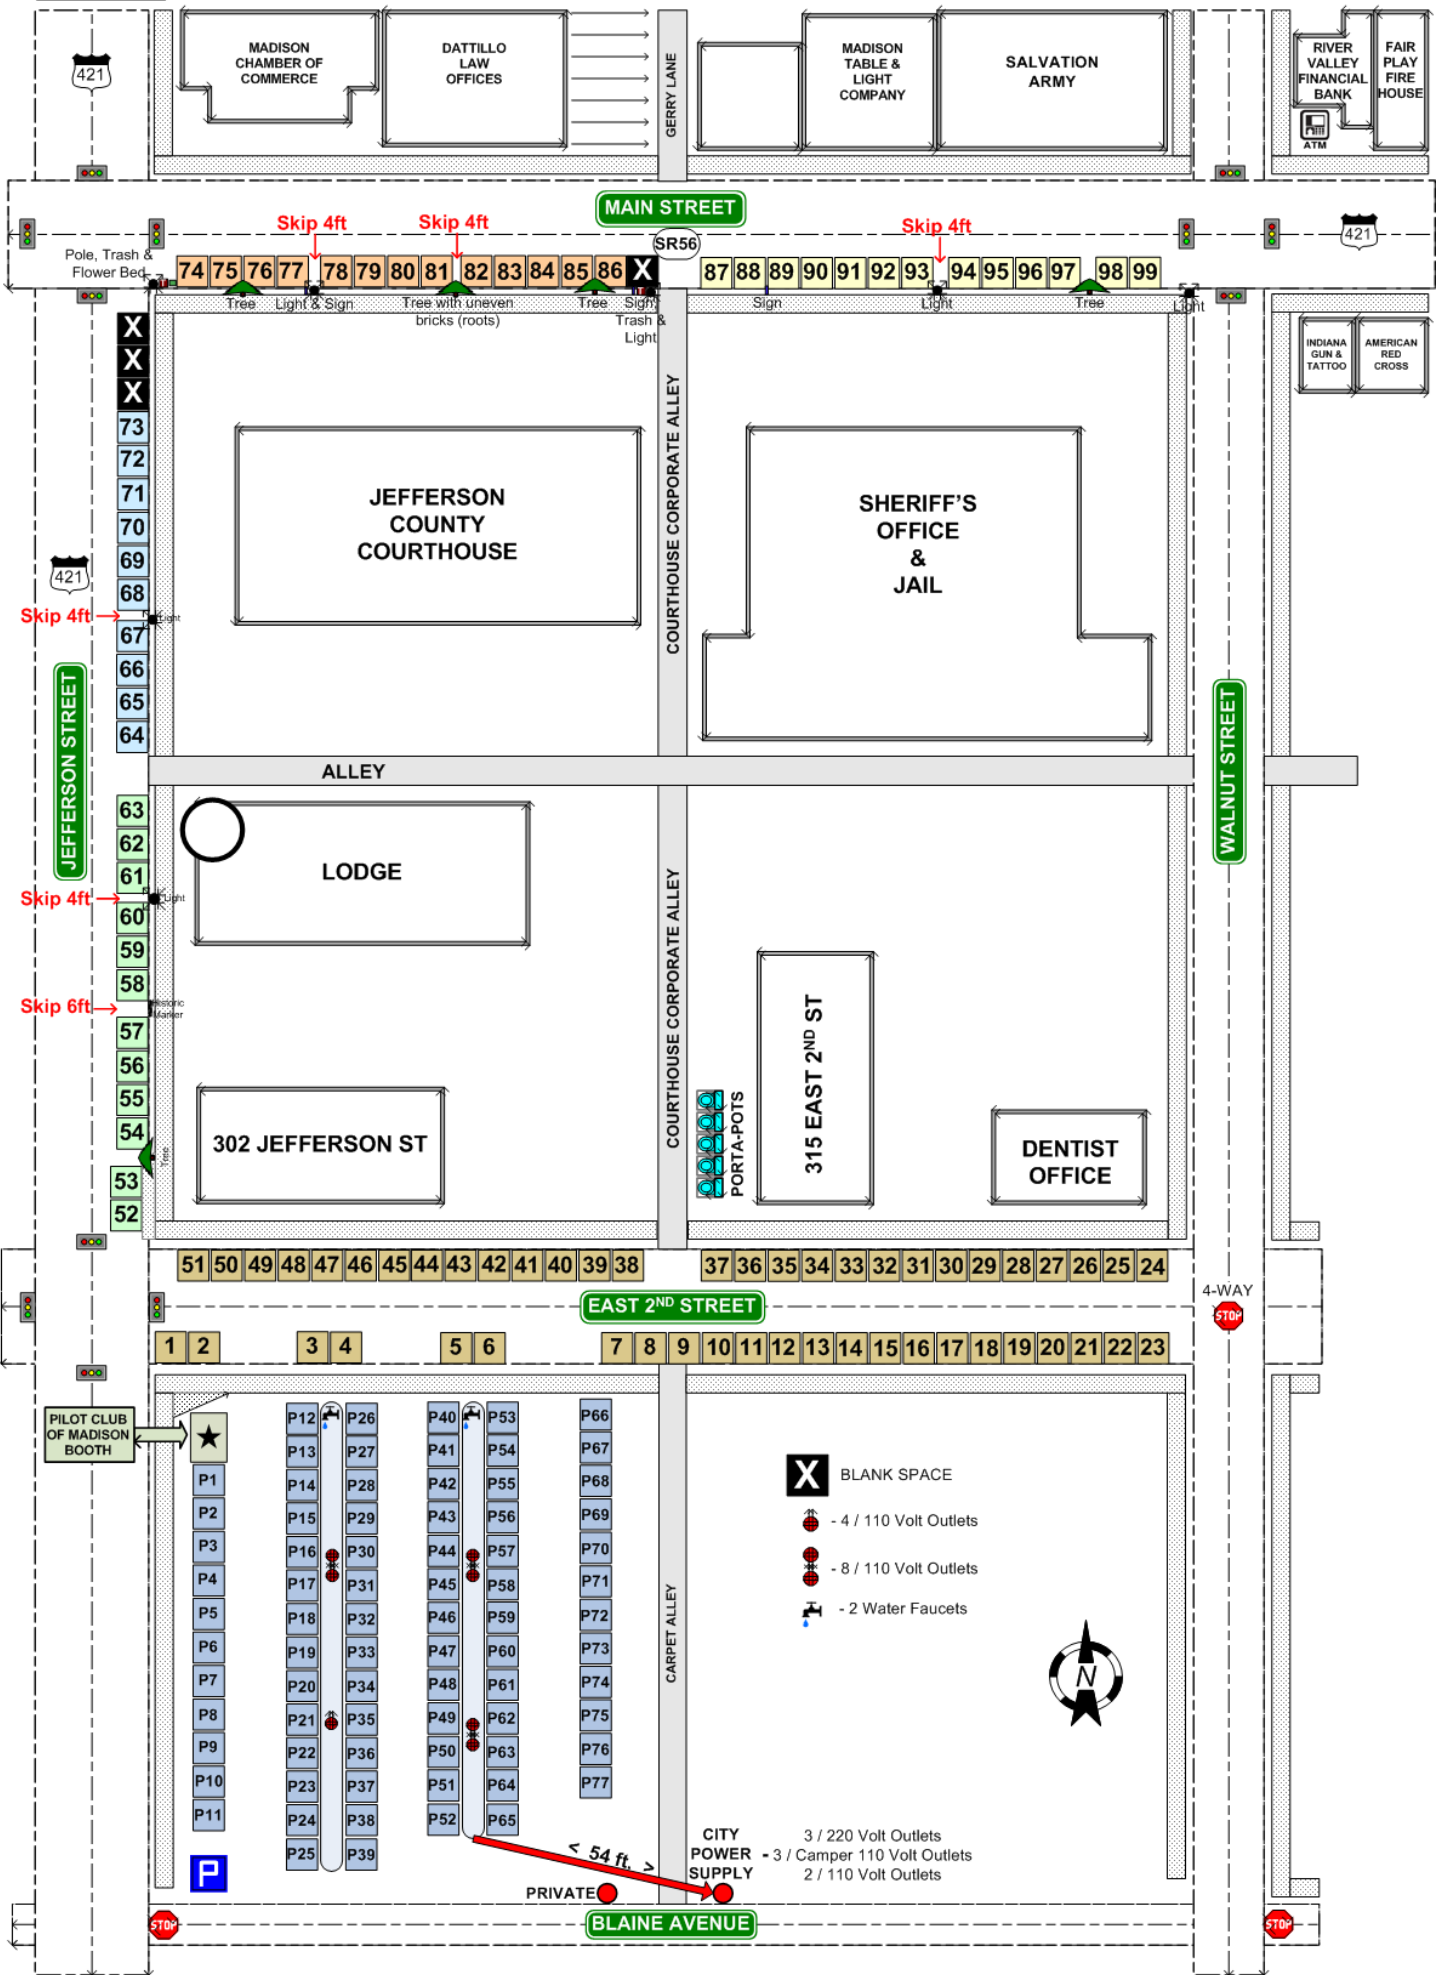 421
MADISON
CHAMBER OF
COMMERCE
DATTILLO
LAW
OFFICES
GERRY LANE
MADISON
TABLE &
LIGHT
COMPANY
SALVATION
ARMY
RIVER
VALLEY
FINANCIAL
BANK
FAIR
PLAY
FIRE
HOUSE
ATM
MAIN STREET
Skip 4ft
Skip 4ft
Skip 4ft
SR56
421
Pole, Trash &
Flower Bed
74 75 76 77 78 79 80 81 82 83 84 85 86 X 87 88 89 90 91 92 93 94 95 96 97 98 99
Tree
Light & Sign
Tree with uneven
bricks (roots)
Tree
Sign,
Trash &
Light
Sign
Light
Tree
Light
X
X
X
73
72
71
70
69
68
Skip 4ft
Light
67
66
65
64
421
JEFFERSON STREET
JEFFERSON
COUNTY
COURTHOUSE
COURTHOUSE CORPORATE ALLEY
SHERIFF'S
OFFICE
&
JAIL
INDIANA
GUN &
TATTOO
AMERICAN
RED
CROSS
WALNUT STREET
ALLEY
63
62
61
Skip 4ft
Light
60
59
58
Skip 6ft
Historic
Marker
57
56
55
54
Tree
53
52
LODGE
302 JEFFERSON ST
COURTHOUSE CORPORATE ALLEY
PORTA-POTS
315 EAST 2ND ST
DENTIST
OFFICE
51 50 49 48 47 46 45 44 43 42 41 40 39 38 37 36 35 34 33 32 31 30 29 28 27 26 25 24
EAST 2ND STREET
4-WAY
STOP
1 2 3 4 5 6 7 8 9 10 11 12 13 14 15 16 17 18 19 20 21 22 23
PILOT CLUB
OF MADISON
BOOTH
P1
P2
P3
P4
P5
P6
P7
P8
P9
P10
P11
P
P12 P26
P13 P27
P14 P28
P15 P29
P16 P30
P17 P31
P18 P32
P19 P33
P20 P34
P21 P35
P22 P36
P23 P37
P24 P38
P25 P39
P40 P53
P41 P54
P42 P55
P43 P56
P44 P57
P45 P58
P46 P59
P47 P60
P48 P61
P49 P62
P50 P63
P51 P64
P52 P65
P66
P67
P68
P69
P70
P71
P72
P73
P74
P75
P76
P77
CARPET ALLEY
X BLANK SPACE
- 4 / 110 Volt Outlets
- 8 / 110 Volt Outlets
- 2 Water Faucets
N
< 54 ft. >
CITY
POWER
SUPPLY
3 / 220 Volt Outlets
- 3 / Camper 110 Volt Outlets
2 / 110 Volt Outlets
PRIVATE
STOP
BLAINE AVENUE
STOP